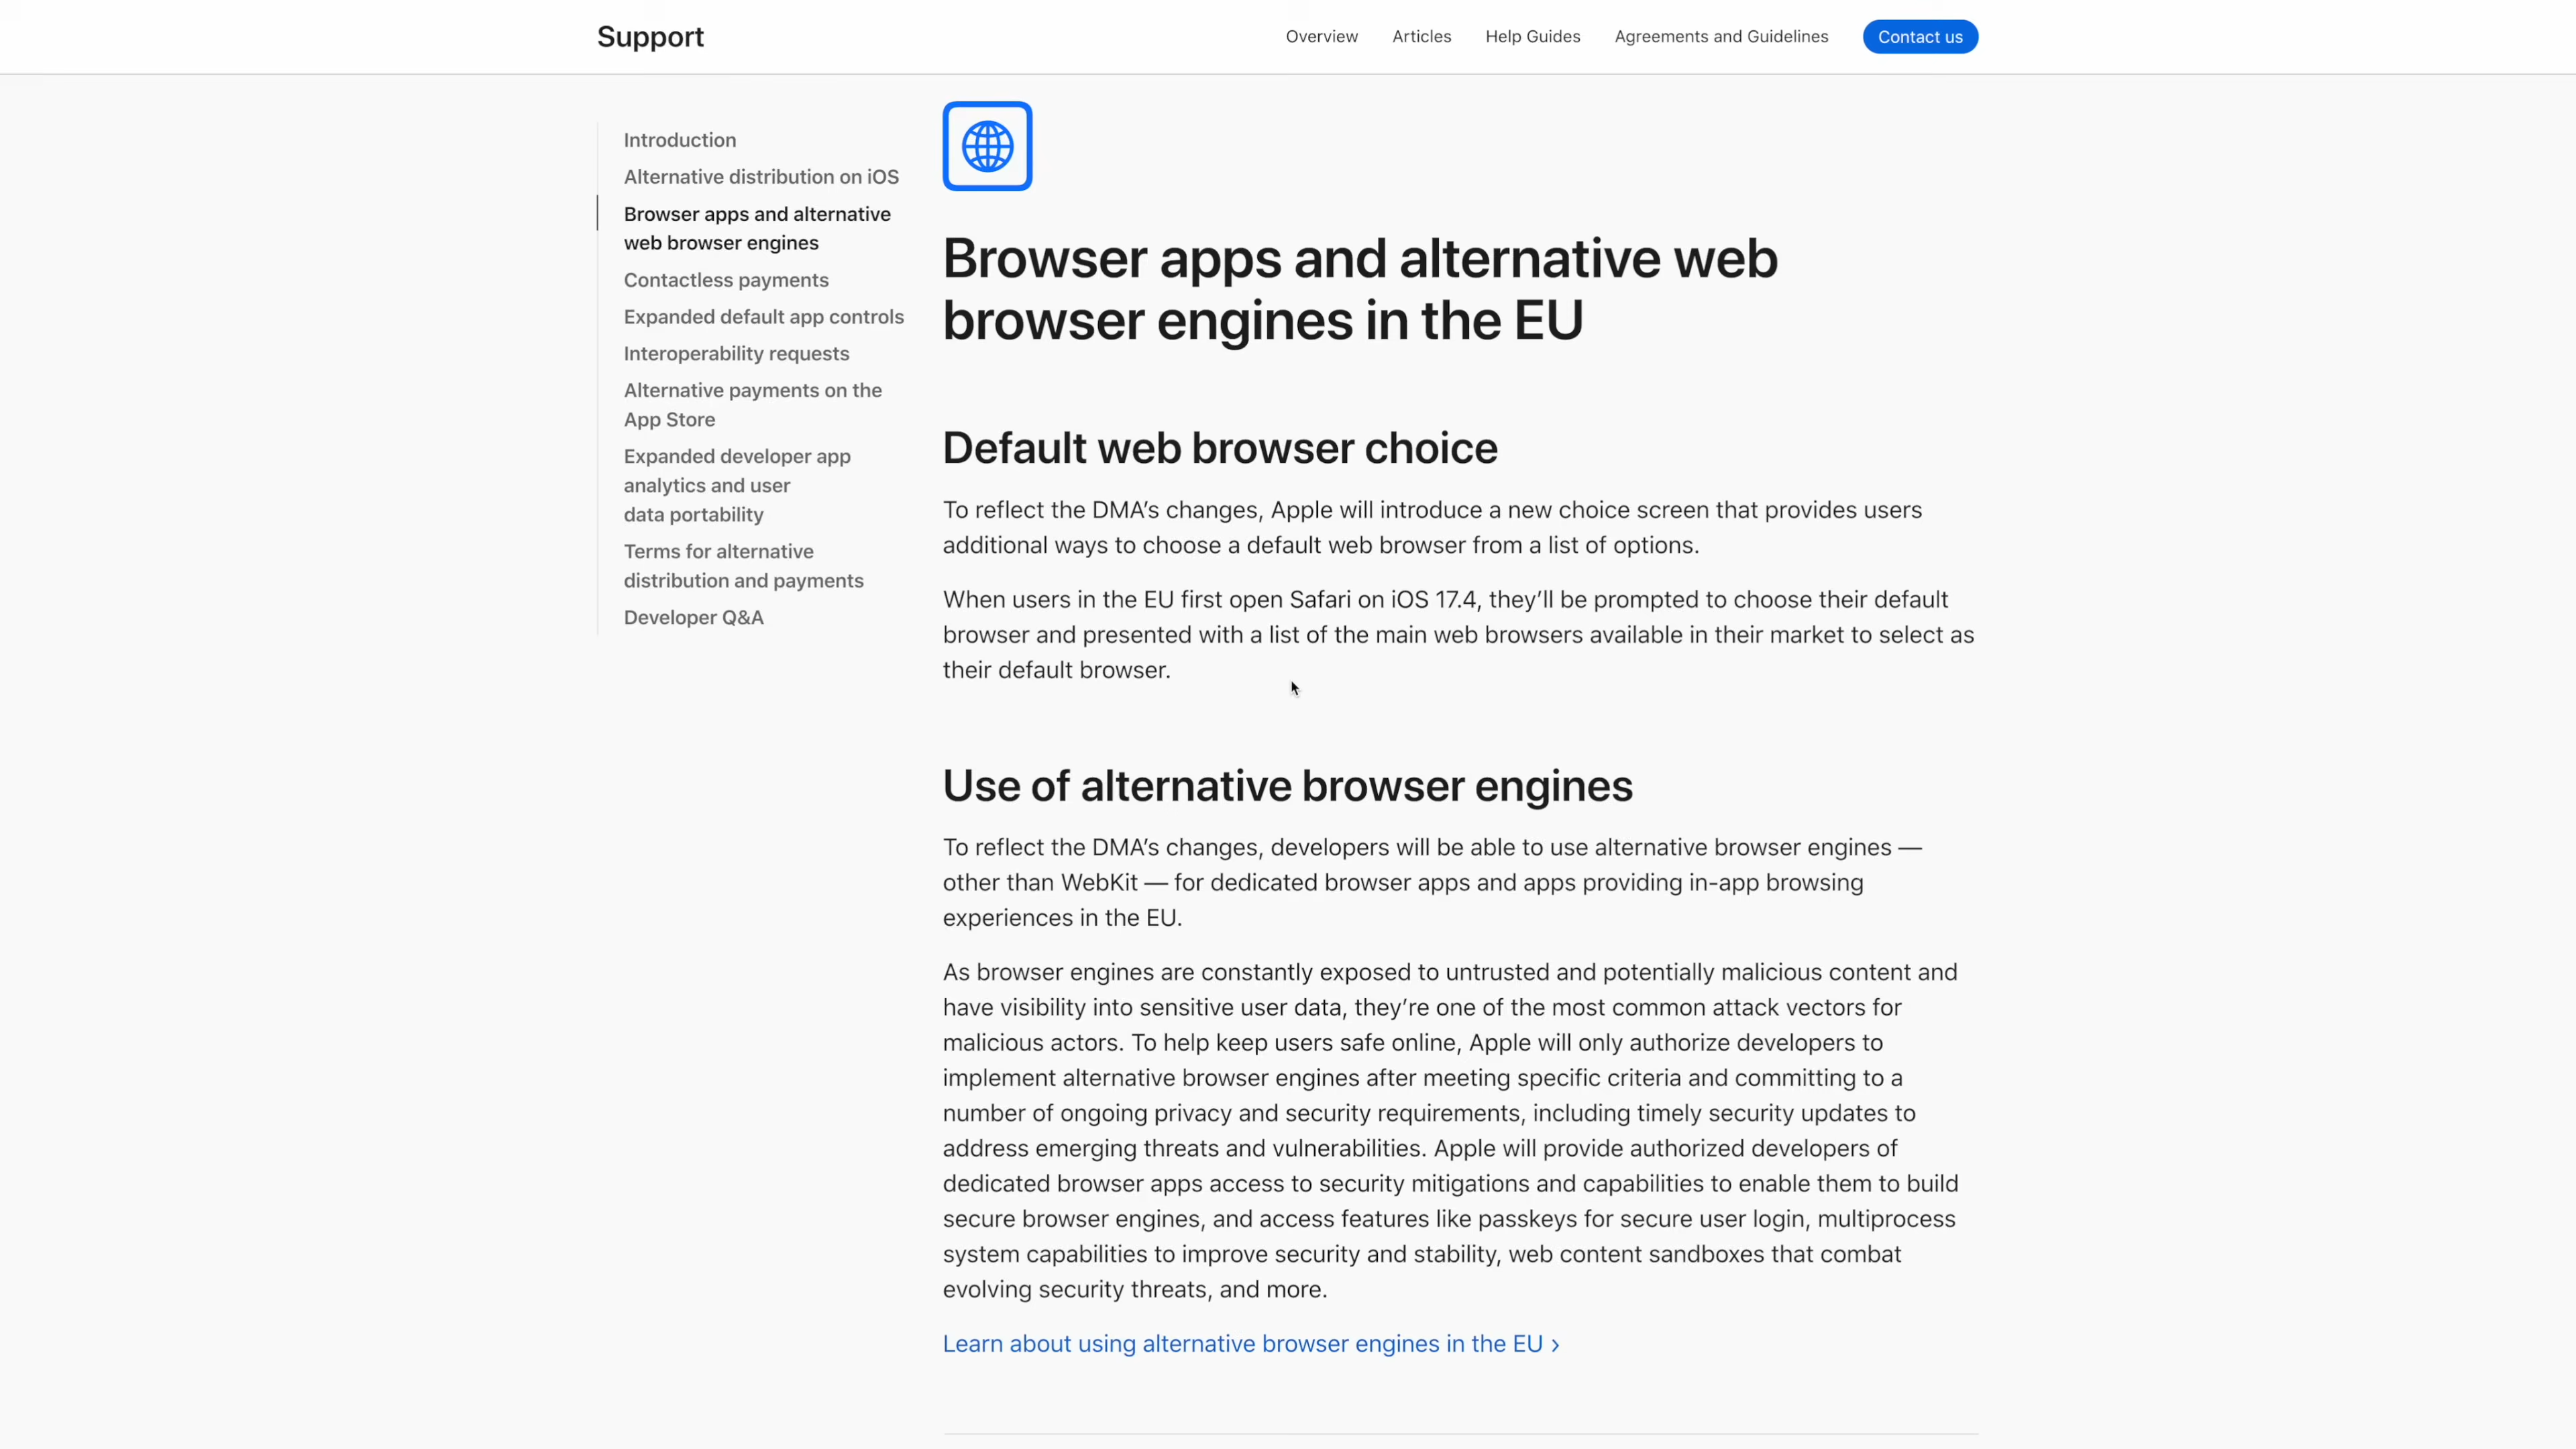 Support
Overview
Articles
Help Guides
Agreements and Guidelines
Contact us
Introduction
Alternative distribution on iOS
Browser apps and alternative
web browser engines
Contactless payments
Expanded default app controls
Interoperability requests
Alternative payments on the
App Store
Expanded developer app
analytics and user
data portability
Terms for alternative
distribution and payments
Developer Q&A
Browser apps and alternative web
browser engines in the EU
Default web browser choice
To reflect the DMA’s changes, Apple will introduce a new choice screen that provides users
additional ways to choose a default web browser from a list of options.
When users in the EU first open Safari on iOS 17.4, they’ll be prompted to choose their default
browser and presented with a list of the main web browsers available in their market to select as
their default browser.
Use of alternative browser engines
To reflect the DMA’s changes, developers will be able to use alternative browser engines —
other than WebKit — for dedicated browser apps and apps providing in-app browsing
experiences in the EU.
As browser engines are constantly exposed to untrusted and potentially malicious content and
have visibility into sensitive user data, they’re one of the most common attack vectors for
malicious actors. To help keep users safe online, Apple will only authorize developers to
implement alternative browser engines after meeting specific criteria and committing to a
number of ongoing privacy and security requirements, including timely security updates to
address emerging threats and vulnerabilities. Apple will provide authorized developers of
dedicated browser apps access to security mitigations and capabilities to enable them to build
secure browser engines, and access features like passkeys for secure user login, multiprocess
system capabilities to improve security and stability, web content sandboxes that combat
evolving security threats, and more.
Learn about using alternative browser engines in the EU ›